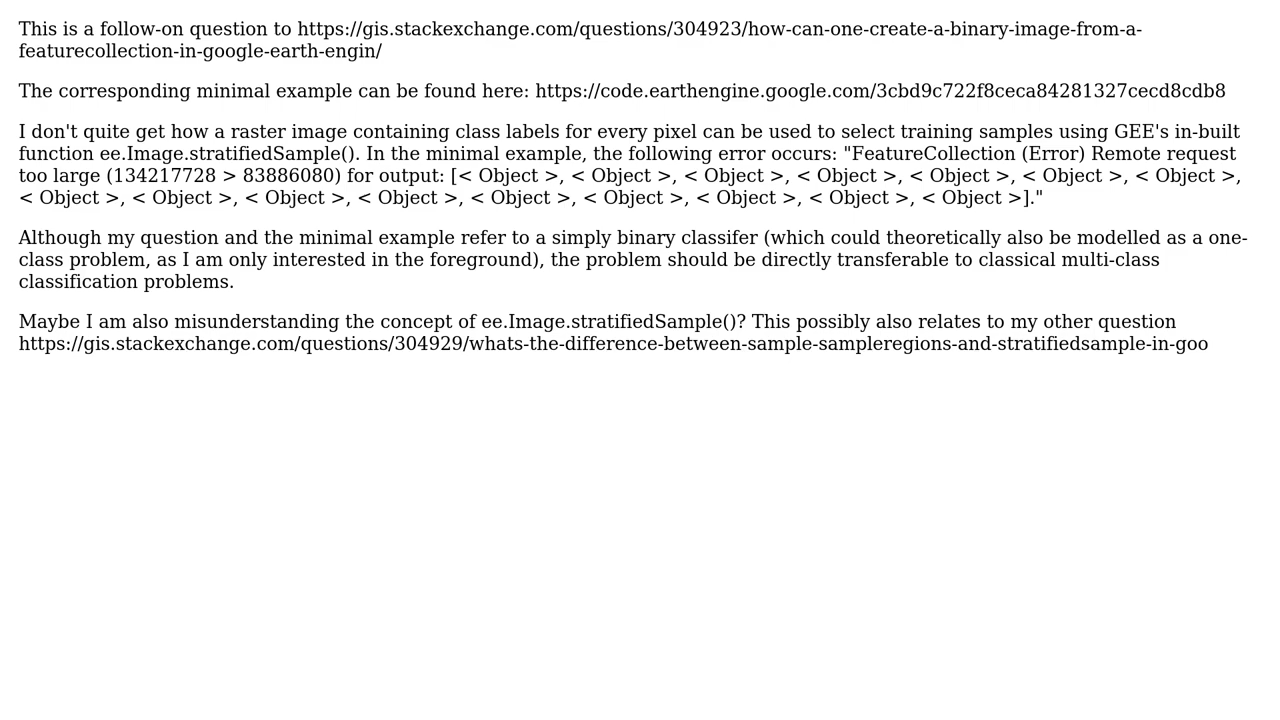 This is a follow-on question to https://gis.stackexchange.com/questions/304923/how-can-one-create-a-binary-image-from-a-
featurecollection-in-google-earth-engin/
The corresponding minimal example can be found here: https://code.earthengine.google.com/3cbd9c722f8ceca84281327cecd8cdb8
I don't quite get how a raster image containing class labels for every pixel can be used to select training samples using GEE's in-built
function ee.Image.stratifiedSample(). In the minimal example, the following error occurs: "FeatureCollection (Error) Remote request
too large (134217728 > 83886080) for output: [< Object >, < Object >, < Object >, < Object >, < Object >, < Object >, < Object >,
< Object >, < Object >, < Object >, < Object >, < Object >, < Object >, < Object >, < Object >, < Object >]."
Although my question and the minimal example refer to a simply binary classifer (which could theoretically also be modelled as a one-
class problem, as I am only interested in the foreground), the problem should be directly transferable to classical multi-class
classification problems.
Maybe I am also misunderstanding the concept of ee.Image.stratifiedSample()? This possibly also relates to my other question
https://gis.stackexchange.com/questions/304929/whats-the-difference-between-sample-sampleregions-and-stratifiedsample-in-goo